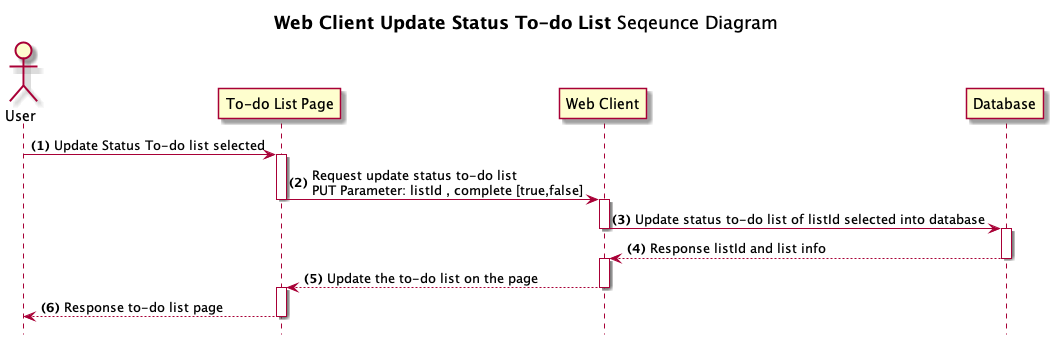 Web Client Update Status To-do List Seqeunce Diagram
User
To-do List Page
Web Client
Database
(1) Update Status To-do list selected
(2) Request update status to-do list
PUT Parameter: listId , complete [true,false]
(3) Update status to-do list of listId selected into database
(4) Response listId and list info
(5) Update the to-do list on the page
(6) Response to-do list page